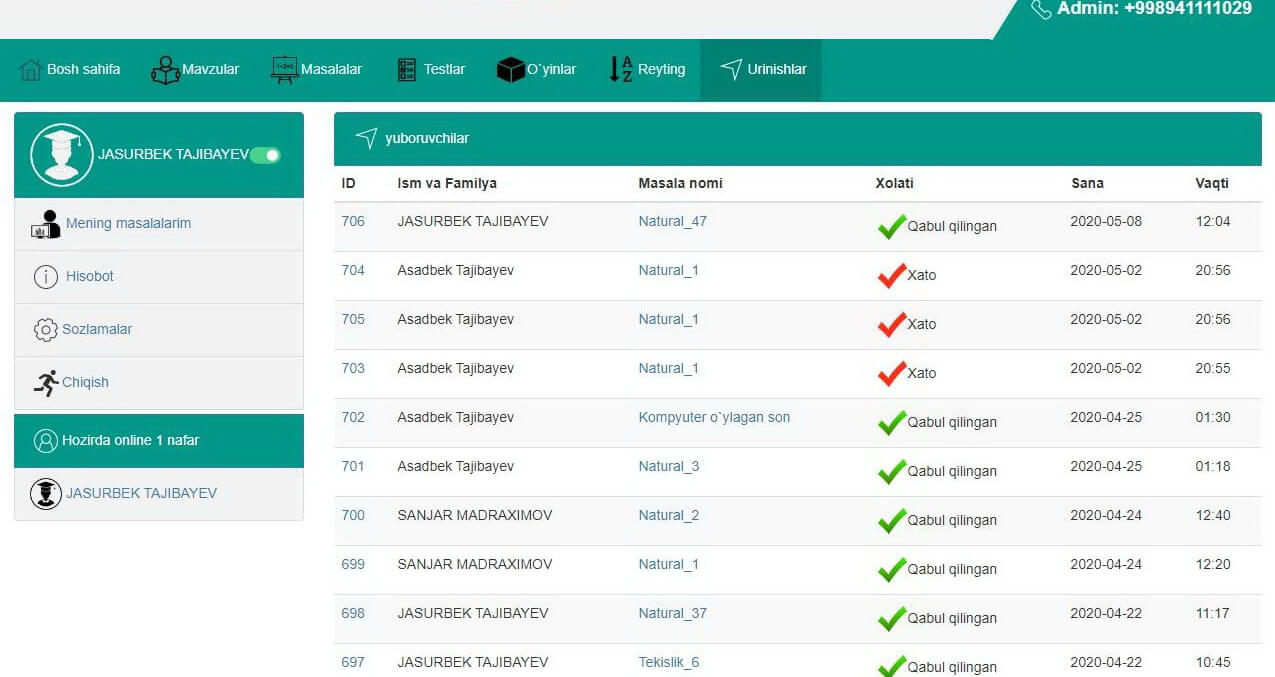 Admin: +998941111029
Bosh sahifa Mavzular Masalalar Testlar O`yinlar Reyting Urinishlar
JASURBEK TAJIBAYEV
Mening masalalarim
Hisobot
Sozlamalar
Chiqish
Hozirda online 1 nafar
JASURBEK TAJIBAYEV
yuboruvchilar
ID Ism va Familya Masala nomi Xolati Sana Vaqti
706 JASURBEK TAJIBAYEV Natural_47 Qabul qilingan 2020-05-08 12:04
704 Asadbek Tajibayev Natural_1 Xato 2020-05-02 20:56
705 Asadbek Tajibayev Natural_1 Xato 2020-05-02 20:56
703 Asadbek Tajibayev Natural_1 Xato 2020-05-02 20:55
702 Asadbek Tajibayev Kompyuter o`ylagan son Qabul qilingan 2020-04-25 01:30
701 Asadbek Tajibayev Natural_3 Qabul qilingan 2020-04-25 01:18
700 SANJAR MADRAXIMOV Natural_2 Qabul qilingan 2020-04-24 12:40
699 SANJAR MADRAXIMOV Natural_1 Qabul qilingan 2020-04-24 12:20
698 JASURBEK TAJIBAYEV Natural_37 Qabul qilingan 2020-04-22 11:17
697 JASURBEK TAJIBAYEV Tekislik_6 Qabul qilingan 2020-04-22 10:45